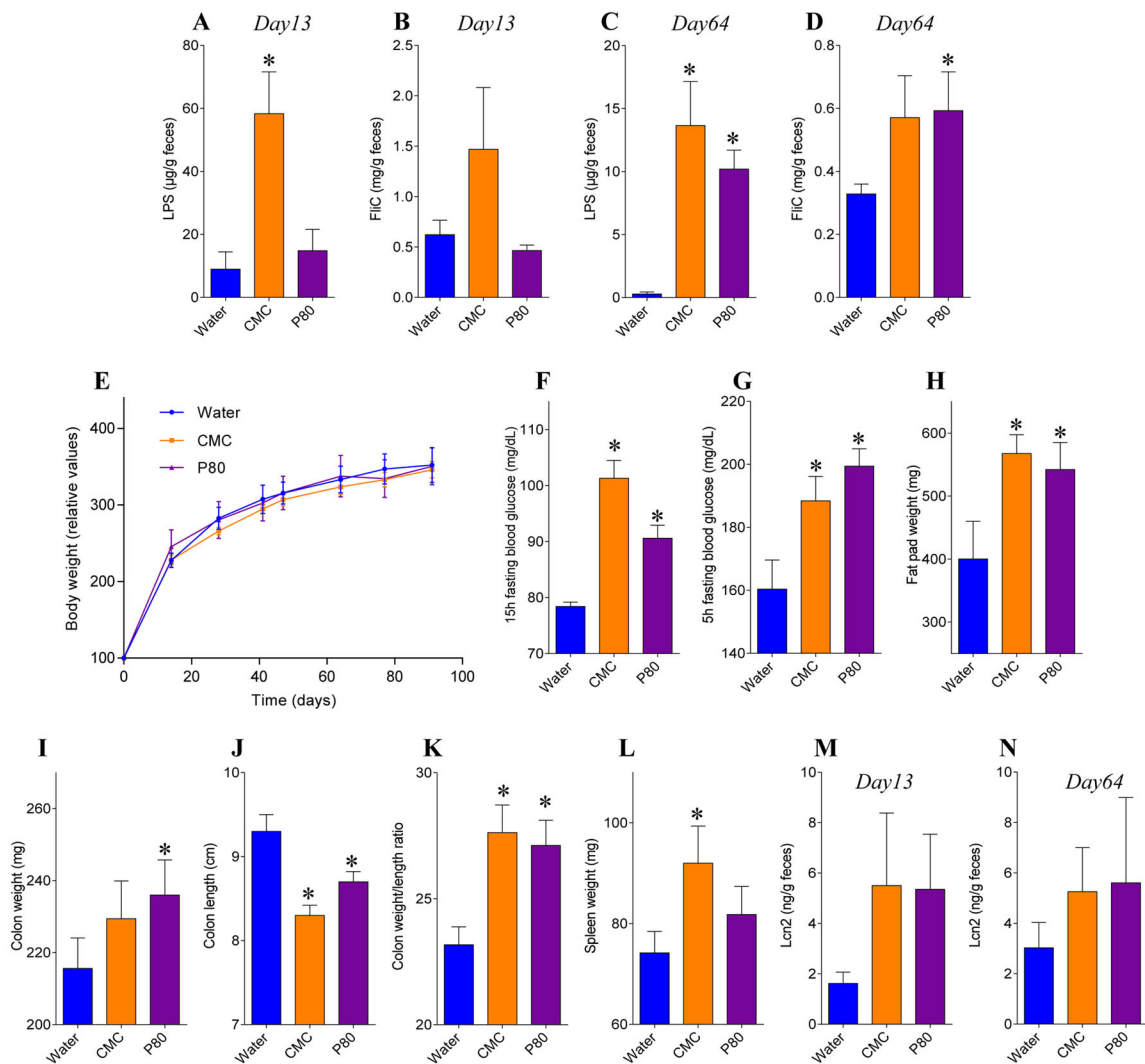 A
Day13
LPS (µg/g feces)
80
60
40
20
0
*
Water
CMC
P80
B
Day13
FliC (mg/g feces)
2.5
2.0
1.5
1.0
0.5
0.0
Water
CMC
P80
C
Day64
LPS (µg/g feces)
20
15
10
5
0
*
*
Water
CMC
P80
D
Day64
FliC (mg/g feces)
0.8
0.6
0.4
0.2
0.0
*
Water
CMC
P80
E
Body weight (relative values)
400
300
200
100
Water
CMC
P80
0
20
40
60
80
100
Time (days)
F
15h fasting blood glucose (mg/dL)
110
100
90
80
70
*
*
Water
CMC
P80
G
5h fasting blood glucose (mg/dL)
220
200
180
160
140
*
*
Water
CMC
P80
H
Fat pad weight (mg)
600
500
400
300
*
*
Water
CMC
P80
I
Colon weight (mg)
260
240
220
200
*
Water
CMC
P80
J
Colon length (cm)
10
9
8
7
*
*
Water
CMC
P80
K
Colon weight/length ratio
30
25
20
*
*
Water
CMC
P80
L
Spleen weight (mg)
100
80
60
*
Water
CMC
P80
M
Day13
Lcn2 (ng/g feces)
10
8
6
4
2
0
Water
CMC
P80
N
Day64
Lcn2 (ng/g feces)
10
8
6
4
2
0
Water
CMC
P80